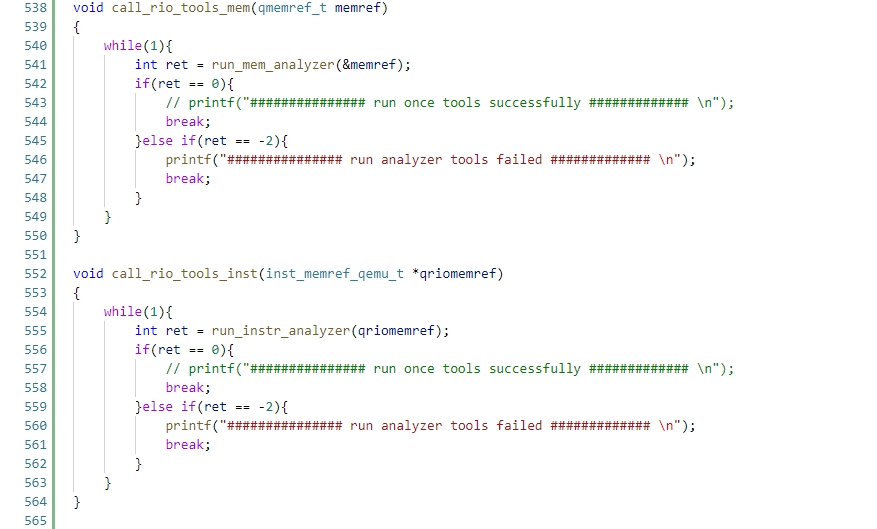 538 void call_rio_tools_mem(qmemref_t memref)
539 {
540     while(1){
541         int ret = run_mem_analyzer(&memref);
542         if(ret == 0){
543             // printf("############### run once tools successfully ############# \n");
544             break;
545         }else if(ret == -2){
546             printf("############### run analyzer tools failed ############# \n");
547             break;
548         }
549     }
550 }
551
552 void call_rio_tools_inst(inst_memref_qemu_t *qriomemref)
553 {
554     while(1){
555         int ret = run_instr_analyzer(qriomemref);
556         if(ret == 0){
557             // printf("############### run once tools successfully ############# \n");
558             break;
559         }else if(ret == -2){
560             printf("############### run analyzer tools failed ############# \n");
561             break;
562         }
563     }
564 }
565